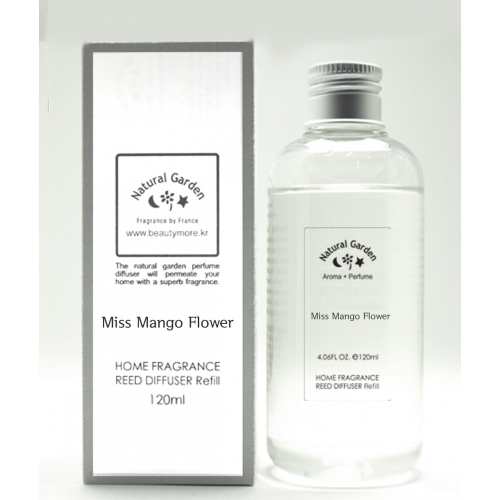 Natural Garden
Fragrance by France
www.beautymore.kr
The natural garden perfume
diffuser will permeate your
home with a superb fragrance.
Miss Mango Flower
HOME FRAGRANCE
REED DIFFUSER Refill
120ml
Natural Garden
Aroma + Perfume
Miss Mango Flower
4.06FL. OZ. ℮120ml
HOME FRAGRANCE
REED DIFFUSER Refill